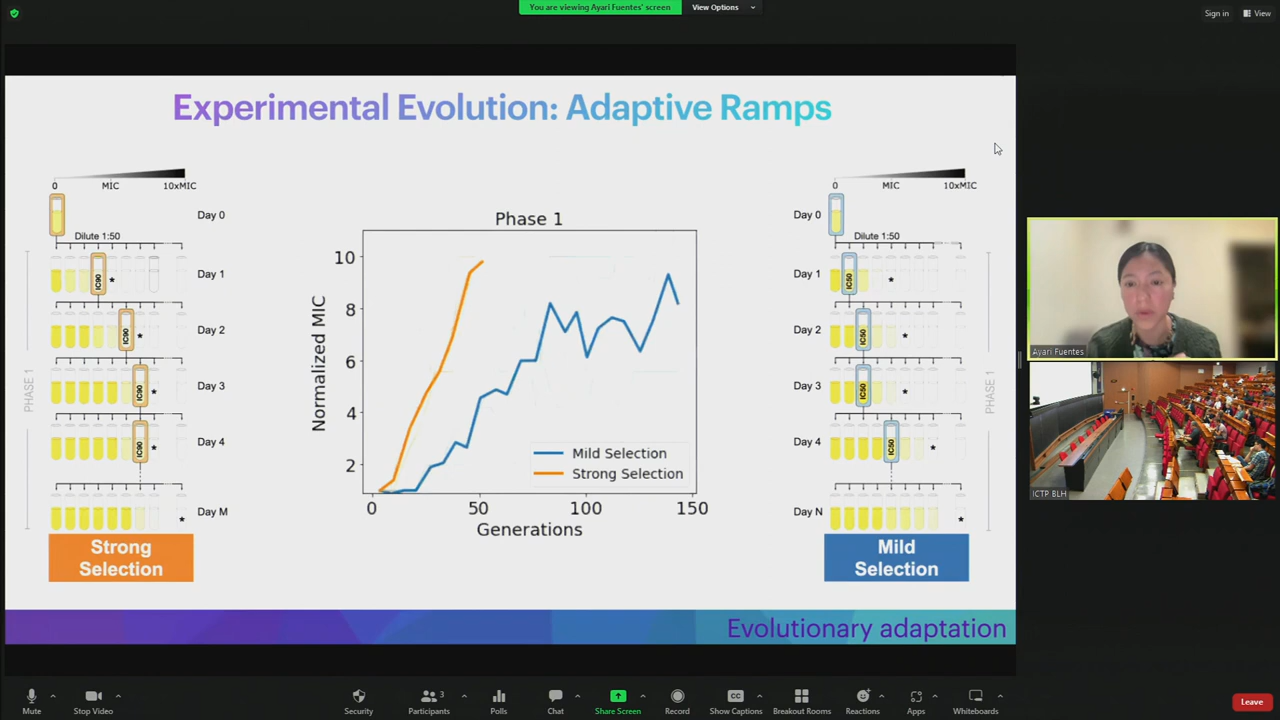 You are viewing Ayari Fuentes' screen
View Options
Sign in
View
Experimental Evolution: Adaptive Ramps
0
MIC
10xMIC
Day 0
Dilute 1:50
IC90
*
Day 1
IC90
*
Day 2
IC90
*
Day 3
IC90
*
Day 4
*
Day M
PHASE 1
Strong
Selection
Phase 1
Normalized MIC
10
8
6
4
2
0
50
100
150
Generations
Mild Selection
Strong Selection
0
MIC
10xMIC
Day 0
Dilute 1:50
Day 1
IC50
*
Day 2
IC50
*
Day 3
IC50
*
Day 4
IC50
*
Day N
*
PHASE 1
Mild
Selection
Evolutionary adaptation
Ayari Fuentes
ICTP BLH
Mute
Stop Video
Security
Participants
3
Polls
Chat
Share Screen
Record
CC
Show Captions
Breakout Rooms
Reactions
Apps
Whiteboards
Leave